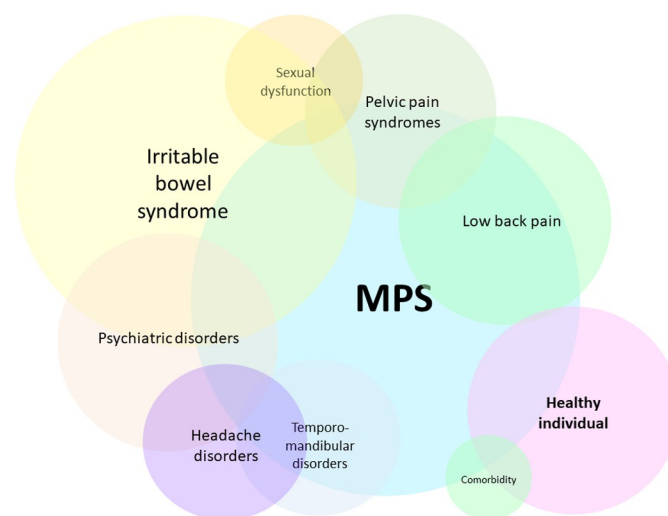 Sexual
dysfunction
Pelvic pain
syndromes
Irritable
bowel
syndrome
Low back pain
MPS
Psychiatric disorders
Healthy
individual
Headache
disorders
Temporo-
mandibular
disorders
Comorbidity